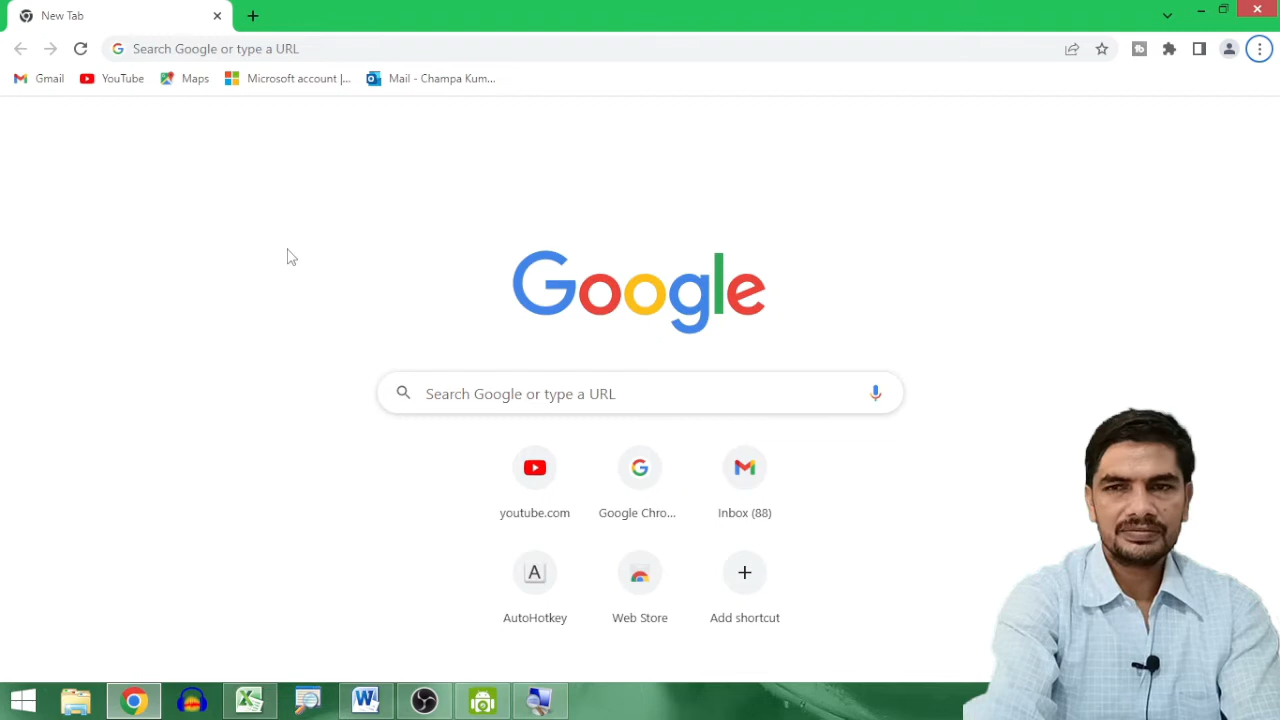 New Tab
Search Google or type a URL
Gmail YouTube Maps Microsoft account |... Mail - Champa Kum...
Google
Search Google or type a URL
youtube.com Google Chro... Inbox (88)
A
AutoHotkey Web Store Add shortcut